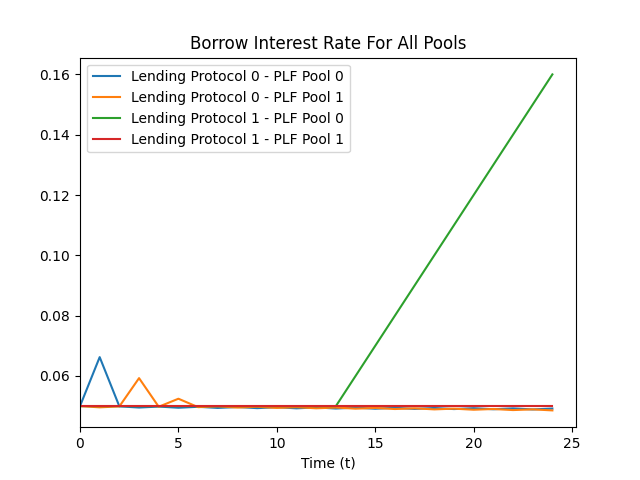 Borrow Interest Rate For All Pools
Lending Protocol 0 - PLF Pool 0
Lending Protocol 0 - PLF Pool 1
Lending Protocol 1 - PLF Pool 0
Lending Protocol 1 - PLF Pool 1
0.16
0.14
0.12
0.10
0.08
0.06
0 5 10 15 20 25
Time (t)